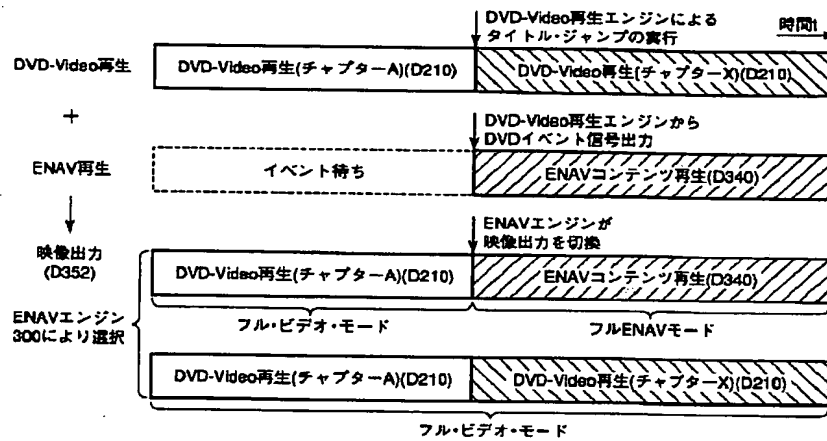 DVD-Video再生エンジンによる
タイトル・ジャンプの実行
時間t
DVD-Video再生
DVD-Video再生(チャプターA)(D210)
DVD-Video再生(チャプターX)(D210)
+
DVD-Video再生エンジンから
DVDイベント信号出力
ENAV再生
イベント待ち
ENAVコンテンツ再生(D340)
ENAVエンジンが
映像出力を切換
映像出力
(D352)
DVD-Video再生(チャプターA)(D210)
ENAVコンテンツ再生(D340)
ENAVエンジン
300により選択
フル・ビデオ・モード
フルENAVモード
DVD-Video再生(チャプターA)(D210)
DVD-Video再生(チャプターX)(D210)
フル・ビデオ・モード